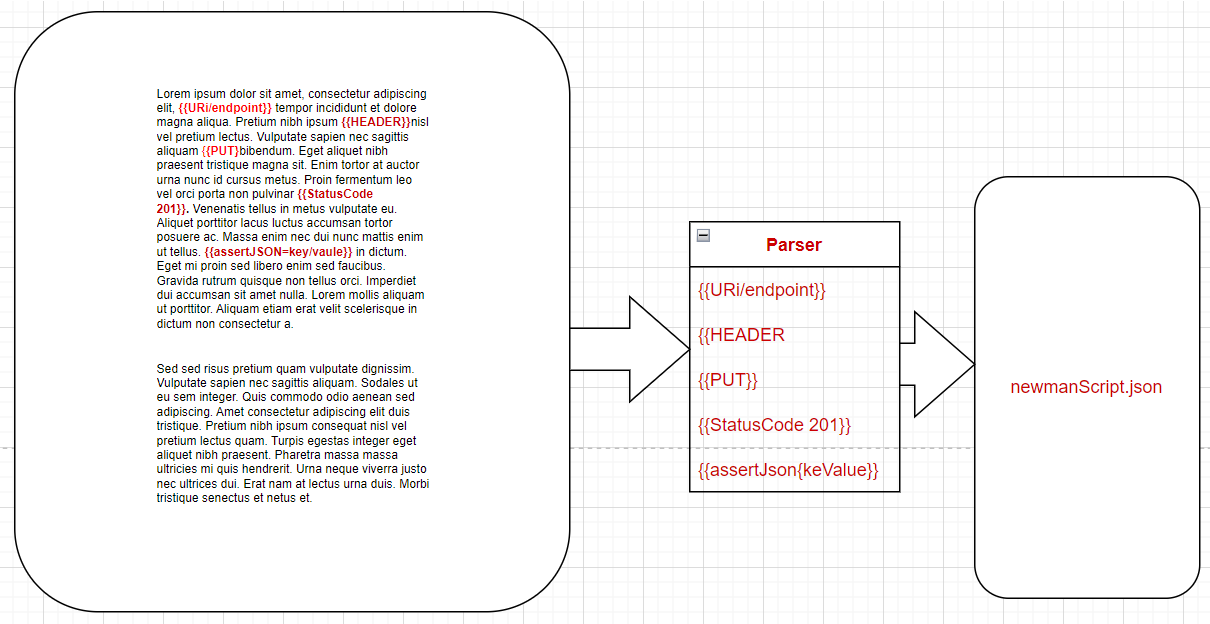 Lorem ipsum dolor sit amet, consectetur adipiscing
elit, {{URi/endpoint}} tempor incididunt et dolore
magna aliqua. Pretium nibh ipsum {{HEADER}}nisl
vel pretium lectus. Vulputate sapien nec sagittis
aliquam {{PUT}bibendum. Eget aliquet nibh
praesent tristique magna sit. Enim tortor at auctor
urna nunc id cursus metus. Proin fermentum leo
vel orci porta non pulvinar {{StatusCode
201}}. Venenatis tellus in metus vulputate eu.
Aliquet porttitor lacus luctus accumsan tortor
posuere ac. Massa enim nec dui nunc mattis enim
ut tellus. {{assertJSON=key/vaule}} in dictum.
Eget mi proin sed libero enim sed faucibus.
Gravida rutrum quisque non tellus orci. Imperdiet
dui accumsan sit amet nulla. Lorem mollis aliquam
ut porttitor. Aliquam etiam erat velit scelerisque in
dictum non consectetur a.
Sed sed risus pretium quam vulputate dignissim.
Vulputate sapien nec sagittis aliquam. Sodales ut
eu sem integer. Quis commodo odio aenean sed
adipiscing. Amet consectetur adipiscing elit duis
tristique. Pretium nibh ipsum consequat nisl vel
pretium lectus quam. Turpis egestas integer eget
aliquet nibh praesent. Pharetra massa massa
ultricies mi quis hendrerit. Urna neque viverra justo
nec ultrices dui. Erat nam at lectus urna duis. Morbi
tristique senectus et netus et.
Parser
{{URi/endpoint}}
{{HEADER
{{PUT}}
{{StatusCode 201}}
{{assertJson{keValue}}
newmanScript.json